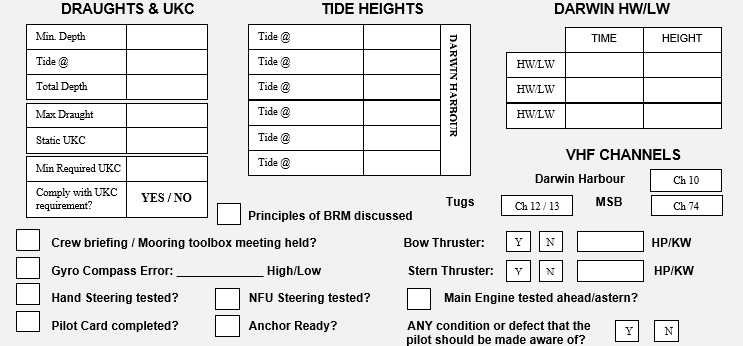 DRAUGHTS & UKC
TIDE HEIGHTS
DARWIN HW/LW
Min. Depth
Tide @
Total Depth
Max Draught
Static UKC
Min Required UKC
Comply with UKC
requirement?
YES / NO
Tide @
Tide @
Tide @
Tide @
Tide @
Tide @
DARWIN HARBOUR
TIME HEIGHT
HW/LW
HW/LW
HW/LW
VHF CHANNELS
Darwin Harbour Ch 10
Tugs Ch 12 / 13 MSB Ch 74
Principles of BRM discussed
Crew briefing / Mooring toolbox meeting held?
Bow Thruster: Y N HP/KW
Gyro Compass Error: _____________ High/Low
Stern Thruster: Y N HP/KW
Hand Steering tested? NFU Steering tested? Main Engine tested ahead/astern?
Pilot Card completed? Anchor Ready?
ANY condition or defect that the
pilot should be made aware of? Y N